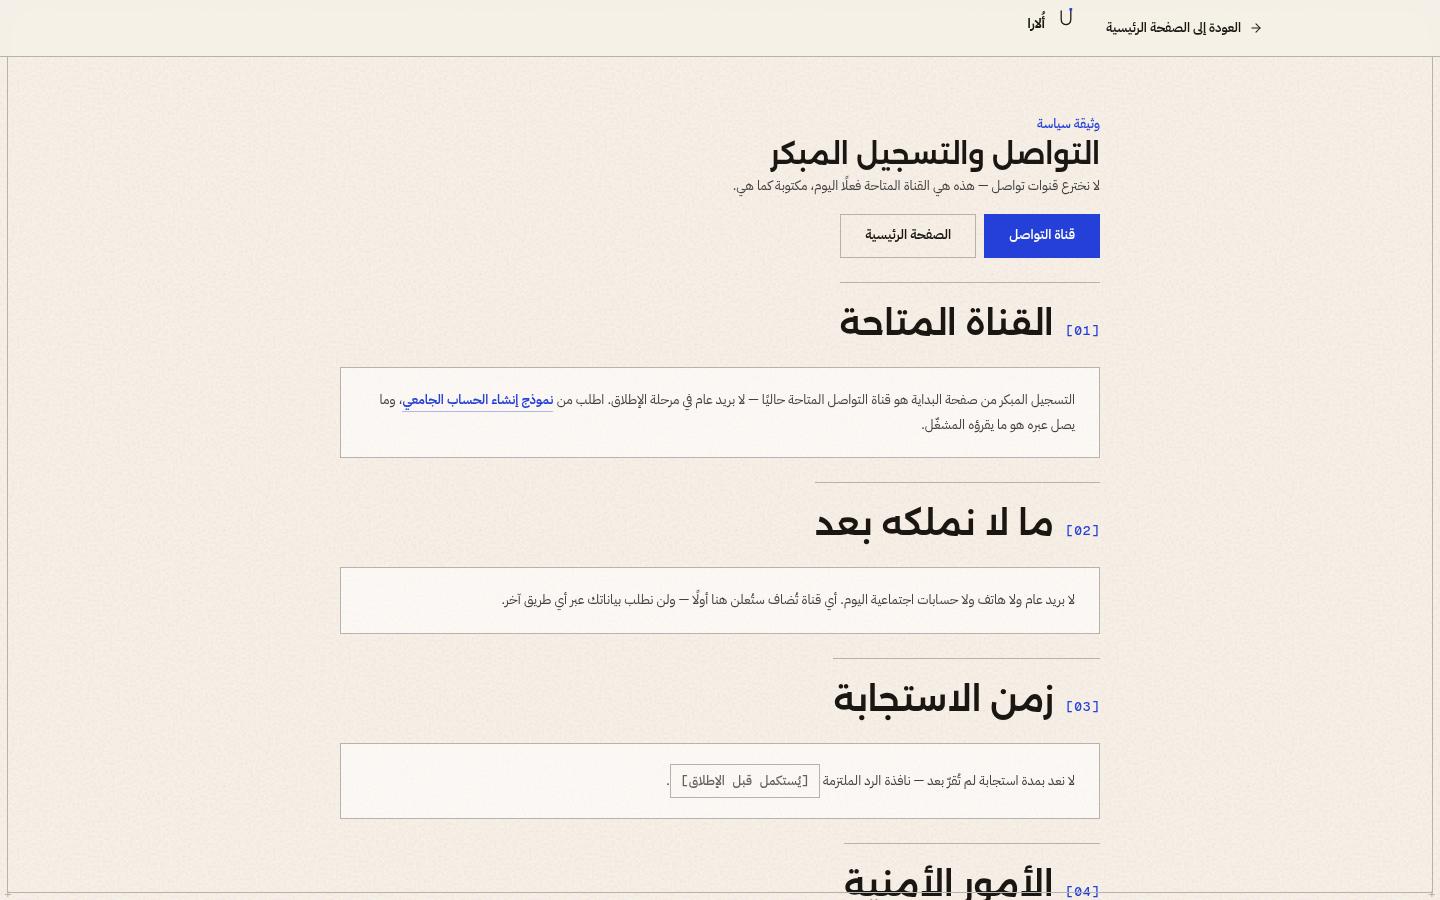 العودة إلى الصفحة الرئيسية
ألارا
وثيقة سياسة
التواصل والتسجيل المبكر
لا نخترع قنوات تواصل — هذه هي القناة المتاحة فعلًا اليوم، مكتوبة كما هي.
قناة التواصل
الصفحة الرئيسية
[01] القناة المتاحة
التسجيل المبكر من صفحة البداية هو قناة التواصل المتاحة حاليًا — لا بريد عام في مرحلة الإطلاق. اطلب من نموذج إنشاء الحساب الجامعي، وما
يصل عبره هو ما يقرؤه المشغّل.
[02] ما لا نملكه بعد
لا بريد عام ولا هاتف ولا حسابات اجتماعية اليوم. أي قناة تُضاف ستُعلن هنا أولًا — ولن نطلب بياناتك عبر أي طريق آخر.
[03] زمن الاستجابة
لا نعد بمدة استجابة لم تُقرّ بعد — نافذة الرد الملتزمة [يُستكمل قبل الإطلاق].
[04] الأمور الأمنية